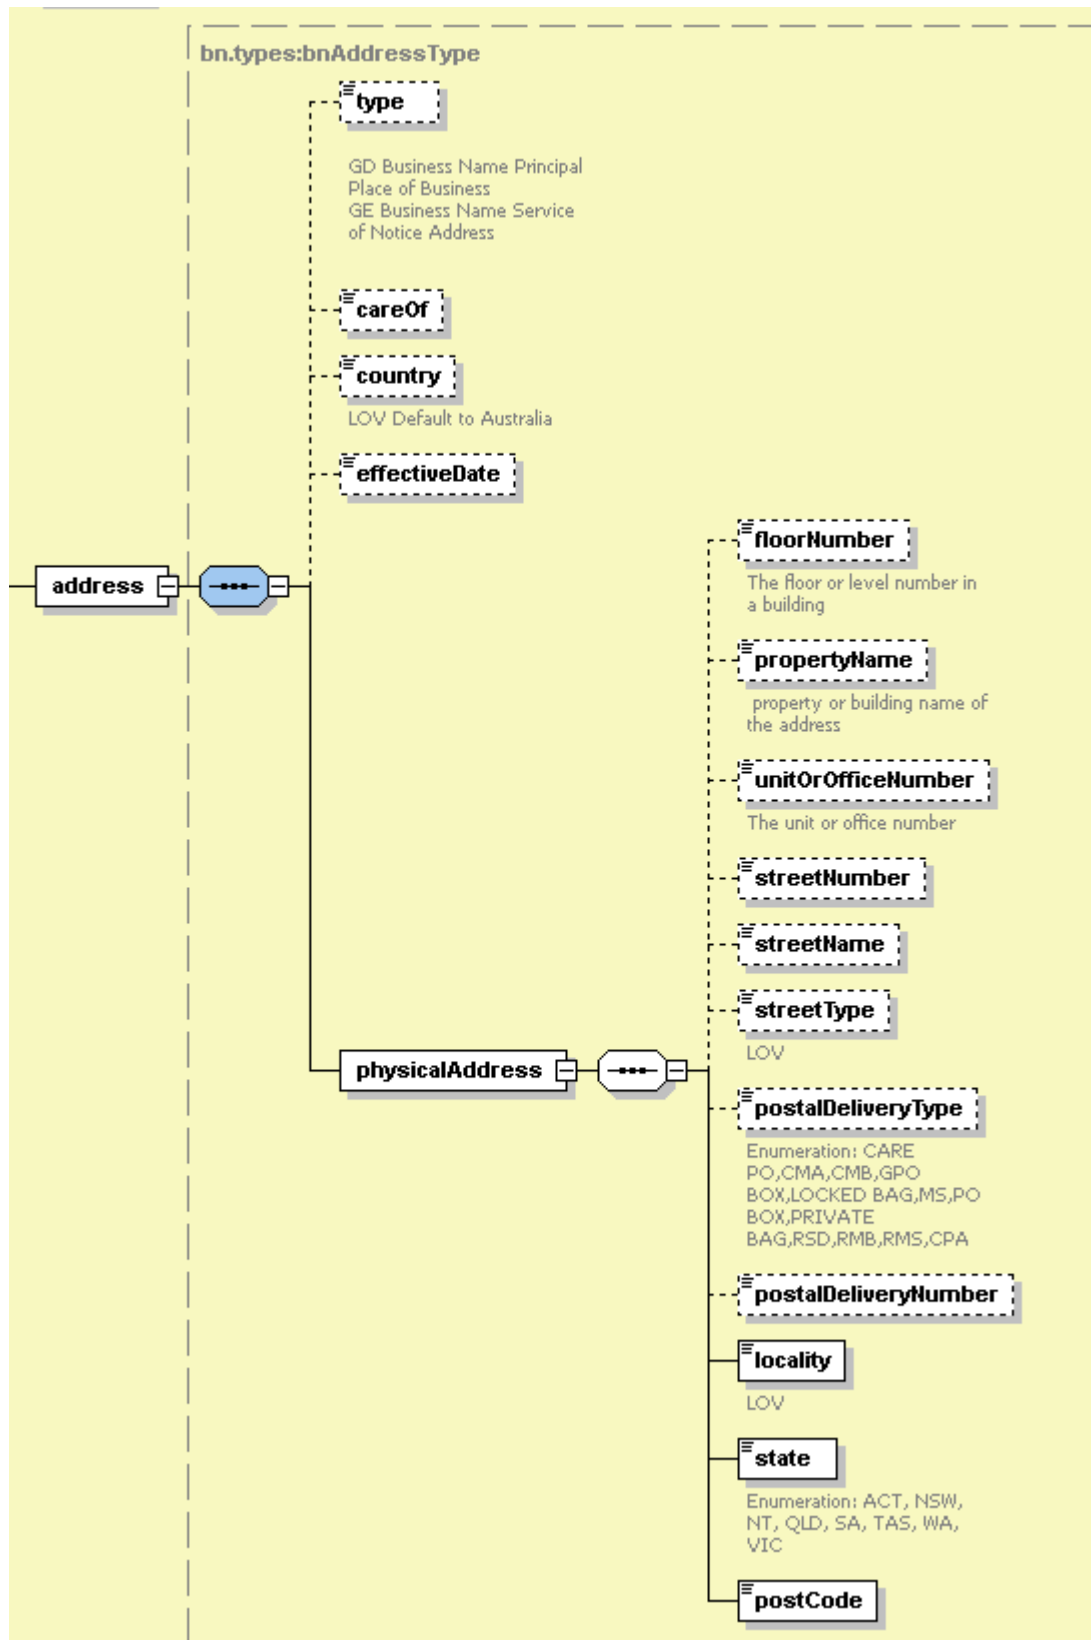 bn.types:bnAddressType
type
GD Business Name Principal
Place of Business
GE Business Name Service
of Notice Address
careOf
country
LOV Default to Australia
effectiveDate
address
physicalAddress
floorNumber
The floor or level number in
a building
propertyName
property or building name of
the address
unitOrOfficeNumber
The unit or office number
streetNumber
streetName
streetType
LOV
postalDeliveryType
Enumeration: CARE
PO,CMA,CMB,GPO
BOX,LOCKED BAG,MS,PO
BOX,PRIVATE
BAG,RSD,RMB,RMS,CPA
postalDeliveryNumber
locality
LOV
state
Enumeration: ACT, NSW,
NT, QLD, SA, TAS, WA,
VIC
postCode